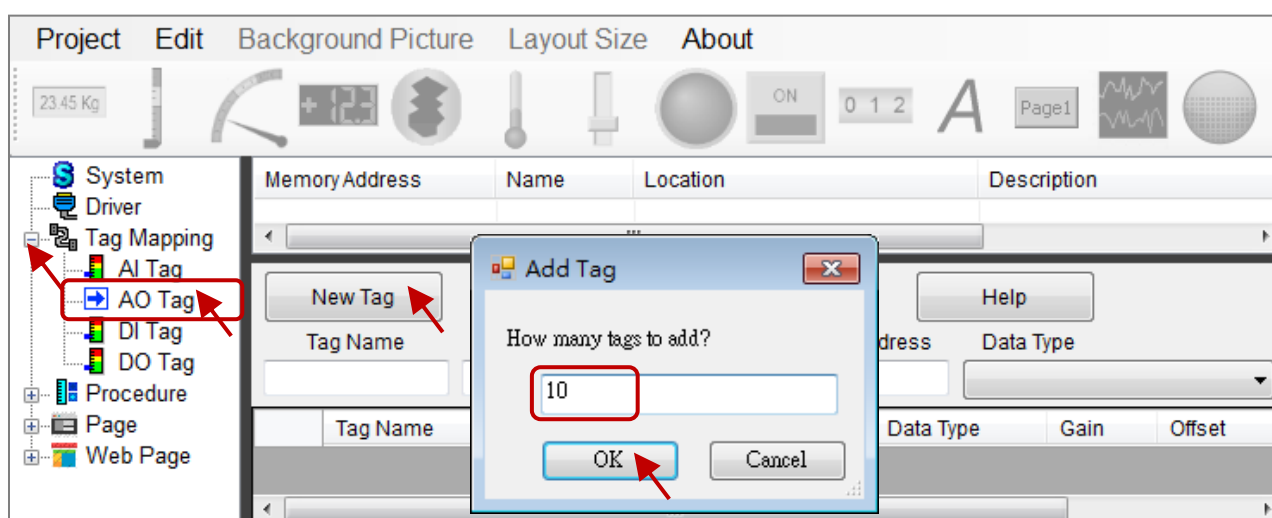 Project Edit Background Picture Layout Size About
23.45 Kg + 12.3 ON 0 1 2 A Page1
System
Driver
Tag Mapping
AI Tag
AO Tag
DI Tag
DO Tag
Procedure
Page
Web Page
Memory Address Name Location Description
New Tag Help
Tag Name dress Data Type
Tag Name Data Type Gain Offset
Add Tag
How many tags to add?
10
OK Cancel